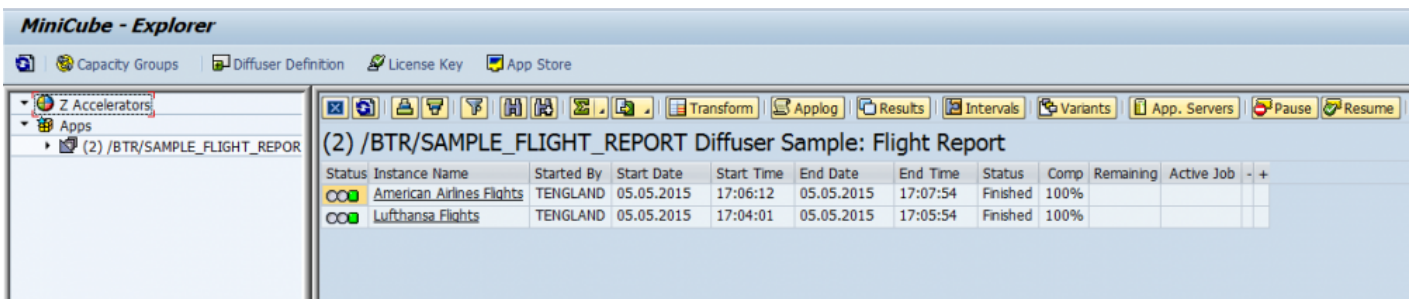 MiniCube - Explorer
Capacity Groups Diffuser Definition License Key App Store
Z Accelerators
Apps
(2) /BTR/SAMPLE_FLIGHT_REPOR
Transform Applog Results Intervals Variants App. Servers Pause Resume
(2) /BTR/SAMPLE_FLIGHT_REPORT Diffuser Sample: Flight Report
Status Instance Name Started By Start Date Start Time End Date End Time Status Comp Remaining Active Job - +
American Airlines Flights TENGLAND 05.05.2015 17:06:12 05.05.2015 17:07:54 Finished 100%
Lufthansa Flights TENGLAND 05.05.2015 17:04:01 05.05.2015 17:05:54 Finished 100%